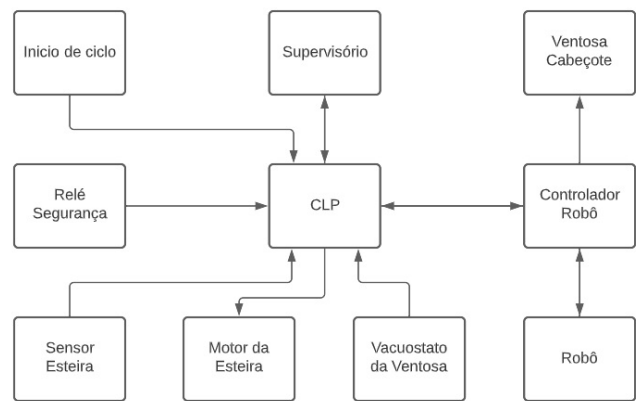 Inicio de ciclo
Supervisório
Ventosa
Cabeçote
Relé
Segurança
CLP
Controlador
Robô
Sensor
Esteira
Motor da
Esteira
Vacuostato
da Ventosa
Robô